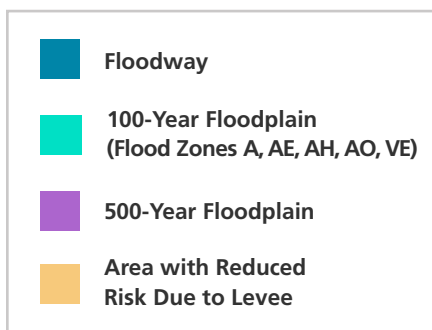 Floodway
100-Year Floodplain
(Flood Zones A, AE, AH, AO, VE)
500-Year Floodplain
Area with Reduced
Risk Due to Levee